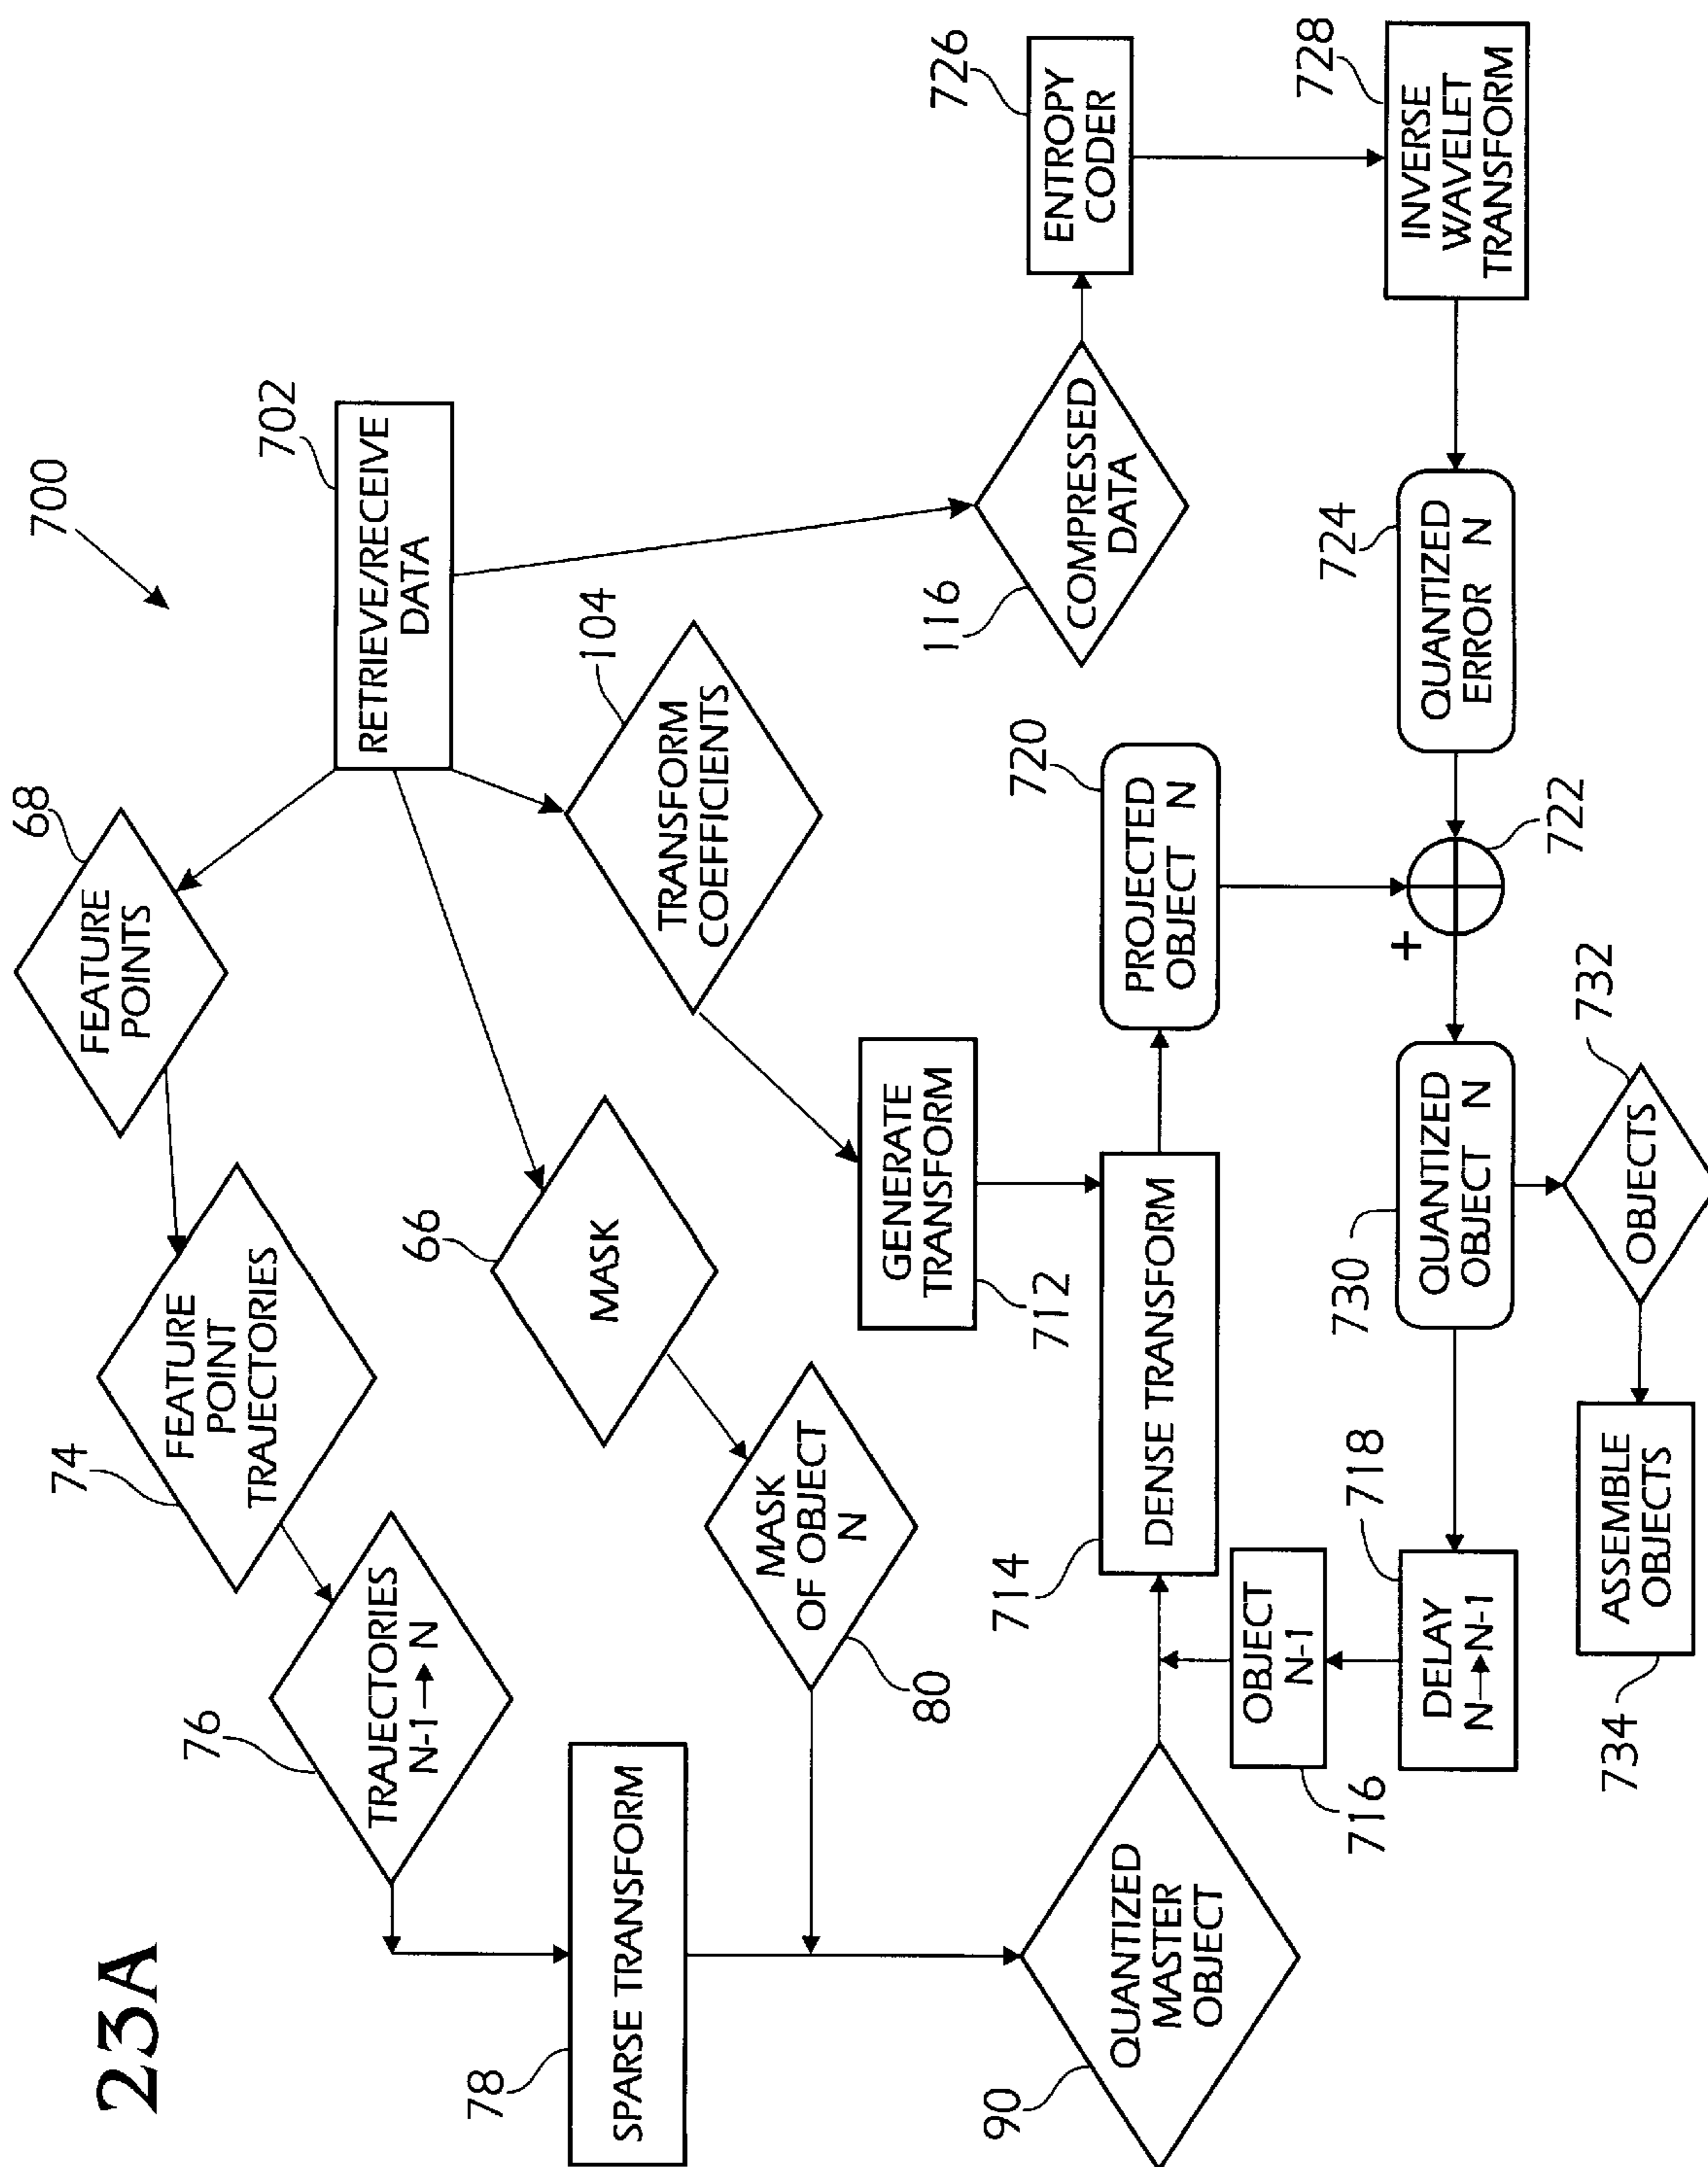 23A
700
702
RETRIEVE/RECEIVE
DATA
68
FEATURE
POINTS
74
FEATURE
POINT
TRAJECTORIES
76
TRAJECTORIES
N-1→N
78
SPARSE TRANSFORM
66
MASK
MASK
OF OBJECT
N
80
104
TRANSFORM
COEFFICIENTS
GENERATE
TRANSFORM
712
90
QUANTIZED
MASTER
OBJECT
714
DENSE TRANSFORM
720
PROJECTED
OBJECT N
116
COMPRESSED
DATA
726
ENTROPY
CODER
728
INVERSE
WAVELET
TRANSFORM
724
QUANTIZED
ERROR N
+
722
730
QUANTIZED
OBJECT N
718
DELAY
N→N-1
OBJECT
N-1
716
732
OBJECTS
ASSEMBLE
OBJECTS
734